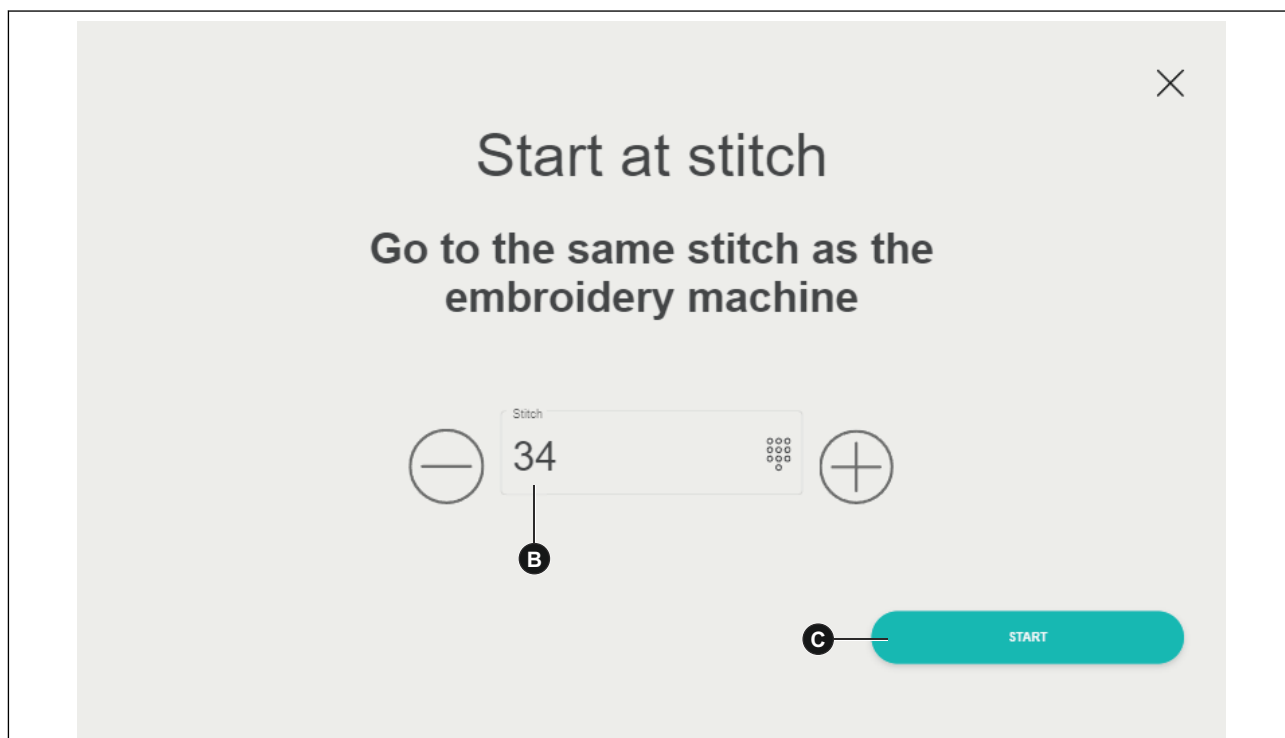 Start at stitch
Go to the same stitch as the
embroidery machine
Stitch
34
B
C
START